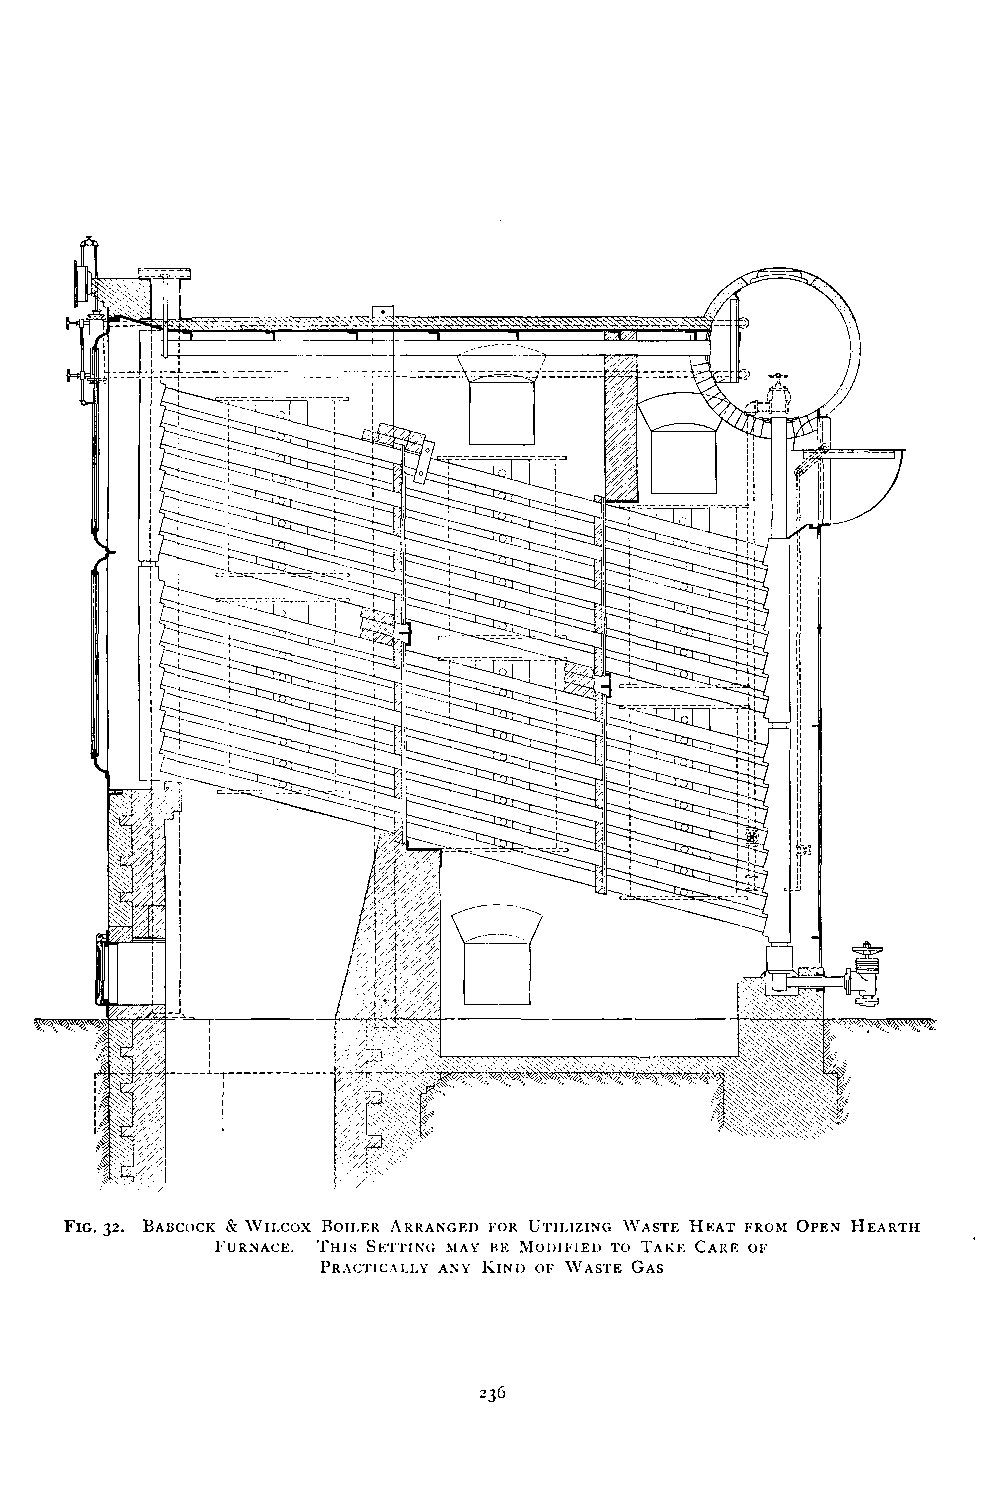 Fig. 32. Babcock & Wilcox Boiler Arranged for Utilizing Waste Heat from Open Hearth
Furnace. This Setting may be Modified to Take Care of
Practically any Kind of Waste Gas
236